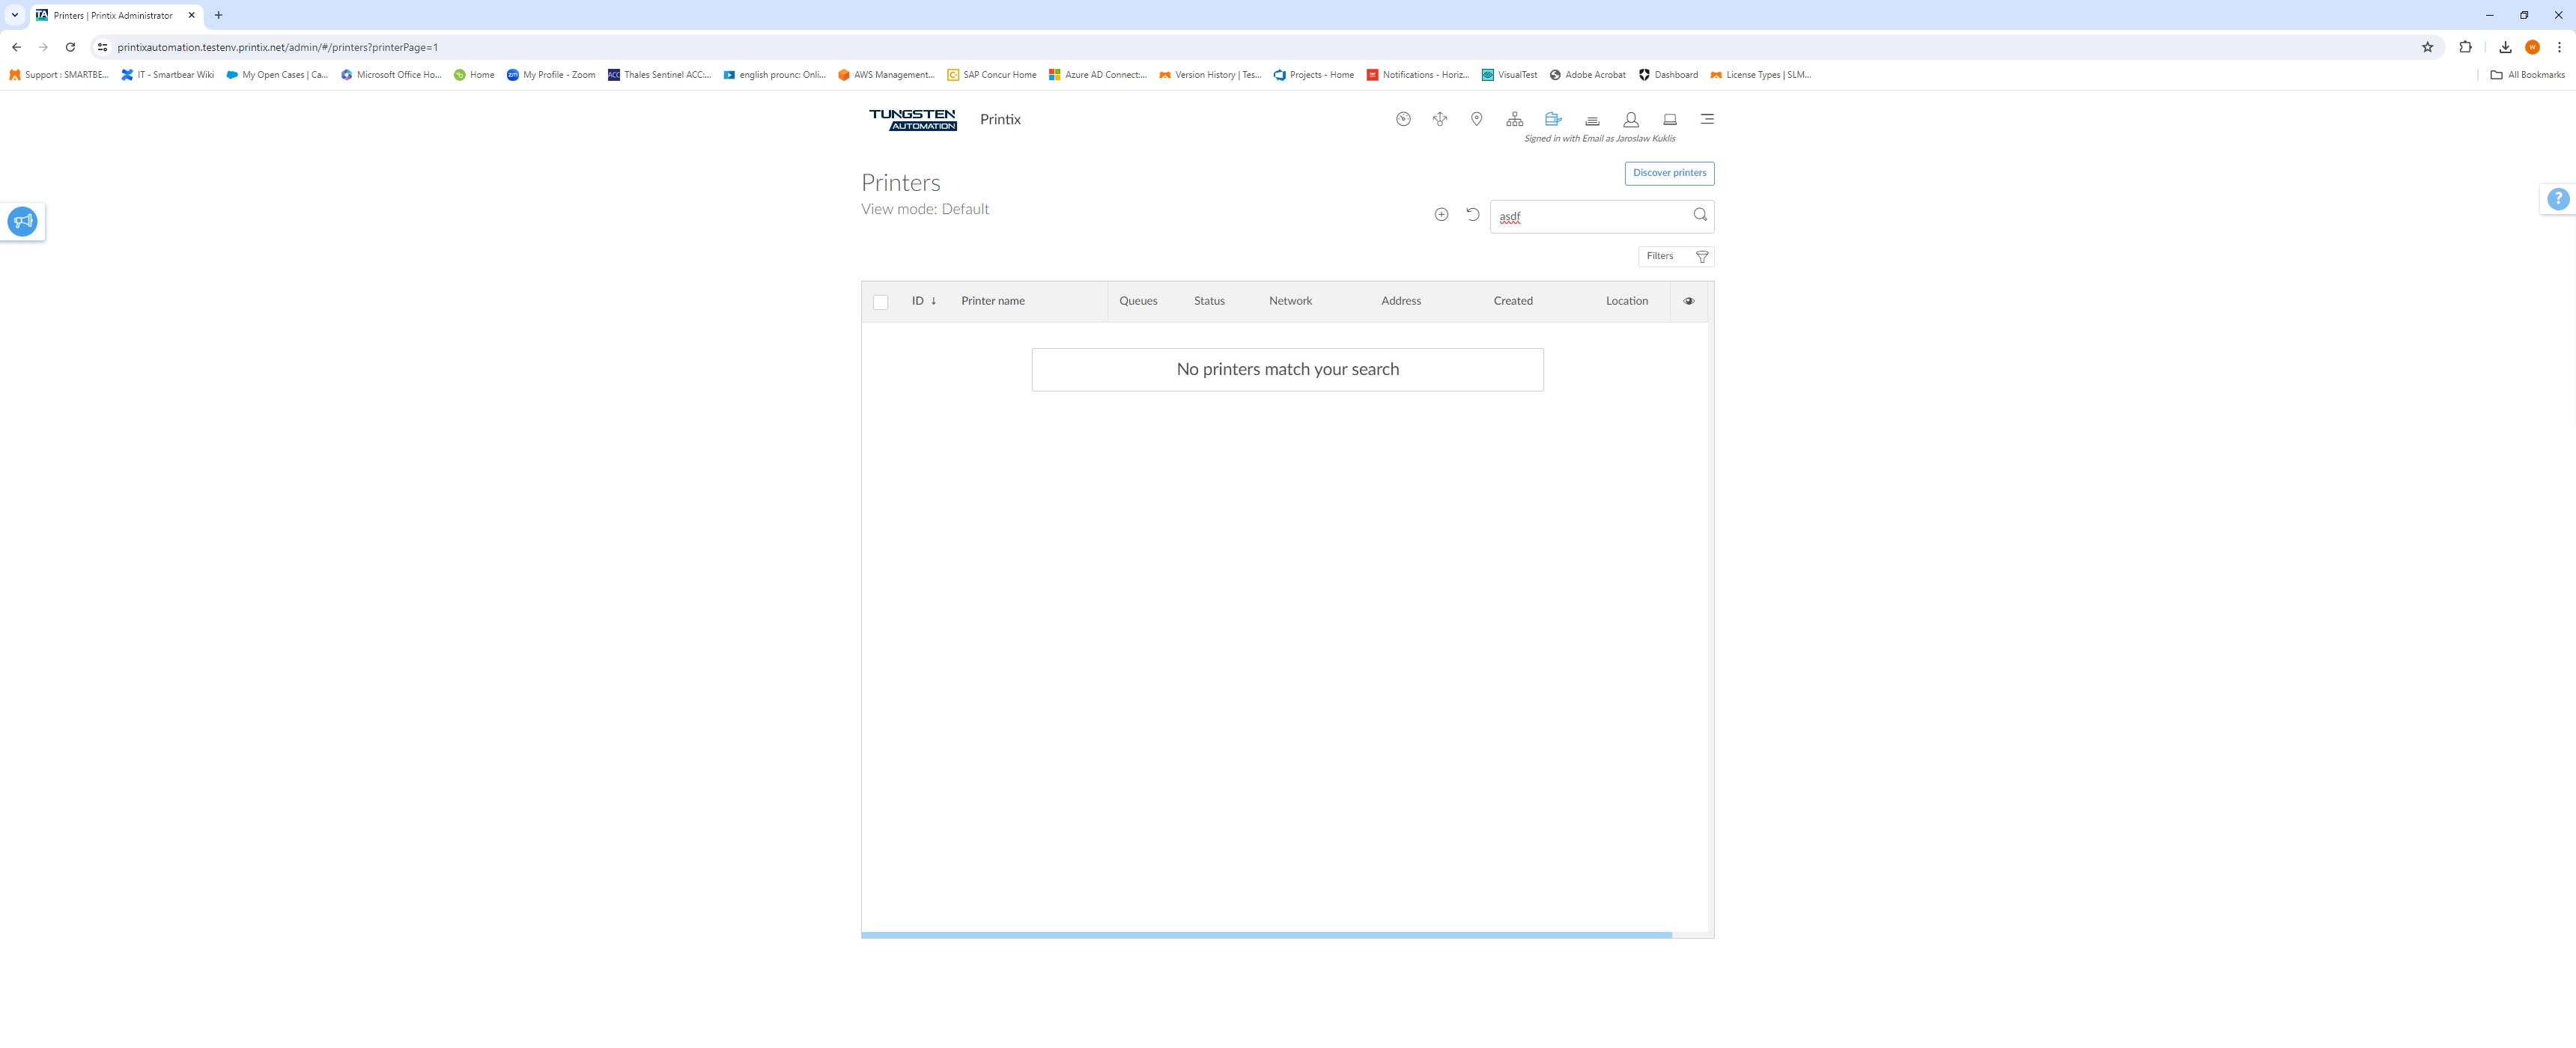 Printers | Printix Administrator
printixautomation.testenv.printix.net/admin/#/printers?printerPage=1
Support : SMARTBE... IT - Smartbear Wiki My Open Cases | Ca... Microsoft Office Ho... Home My Profile - Zoom ACC Thales Sentinel ACC:... english prounc: Onli... AWS Management... SAP Concur Home Azure AD Connect:... Version History | Tes... Projects - Home Notifications - Horiz... VisualTest Adobe Acrobat Dashboard License Types | SLM... All Bookmarks
TUNGSTEN
AUTOMATION
Printix
Signed in with Email as Jaroslaw Kuklis
Discover printers
Printers
View mode: Default
asdf
Filters
ID ↓ Printer name Queues Status Network Address Created Location
No printers match your search